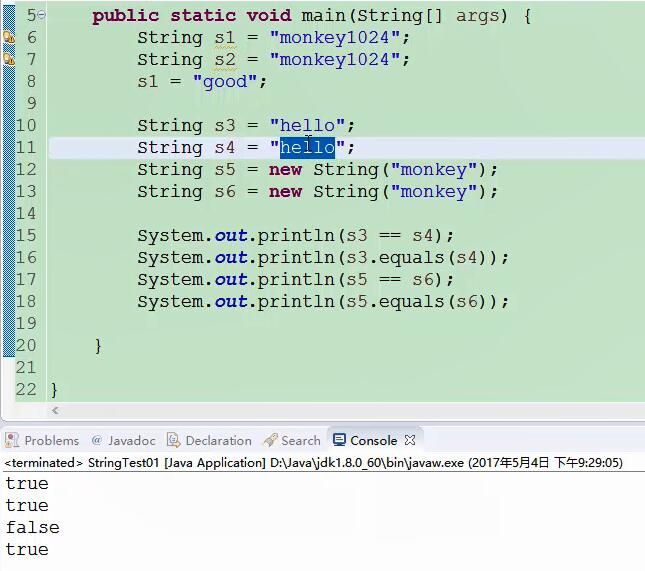 5 public static void main(String[] args) {
6 String s1 = "monkey1024";
7 String s2 = "monkey1024";
8 s1 = "good";
9
10 String s3 = "hello";
11 String s4 = "hello";
12 String s5 = new String("monkey");
13 String s6 = new String("monkey");
14
15 System.out.println(s3 == s4);
16 System.out.println(s3.equals(s4));
17 System.out.println(s5 == s6);
18 System.out.println(s5.equals(s6));
19
20 }
21
22 }
Problems @ Javadoc Declaration Search Console
<terminated> StringTest01 [Java Application] D:\Java\jdk1.8.0_60\bin\javaw.exe (2017年5月4日 下午9:29:05)
true
true
false
true